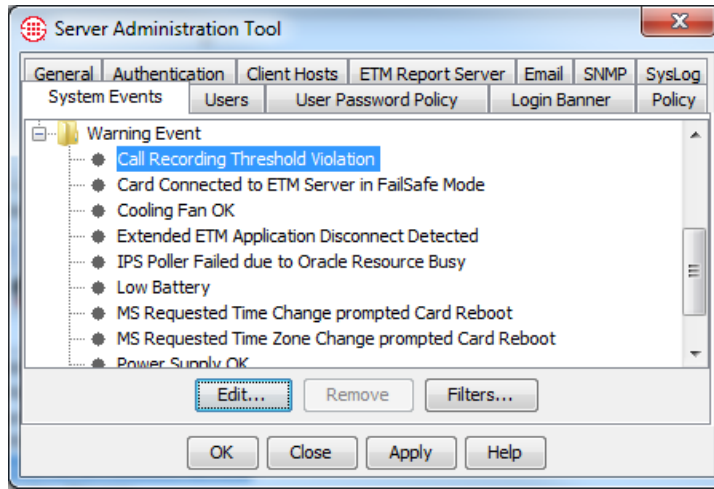 Server Administration Tool
General Authentication Client Hosts ETM Report Server Email SNMP SysLog
System Events Users User Password Policy Login Banner Policy
Warning Event
Call Recording Threshold Violation
Card Connected to ETM Server in FailSafe Mode
Cooling Fan OK
Extended ETM Application Disconnect Detected
IPS Poller Failed due to Oracle Resource Busy
Low Battery
MS Requested Time Change prompted Card Reboot
MS Requested Time Zone Change prompted Card Reboot
Power Supply OK
Edit... Remove Filters...
OK Close Apply Help